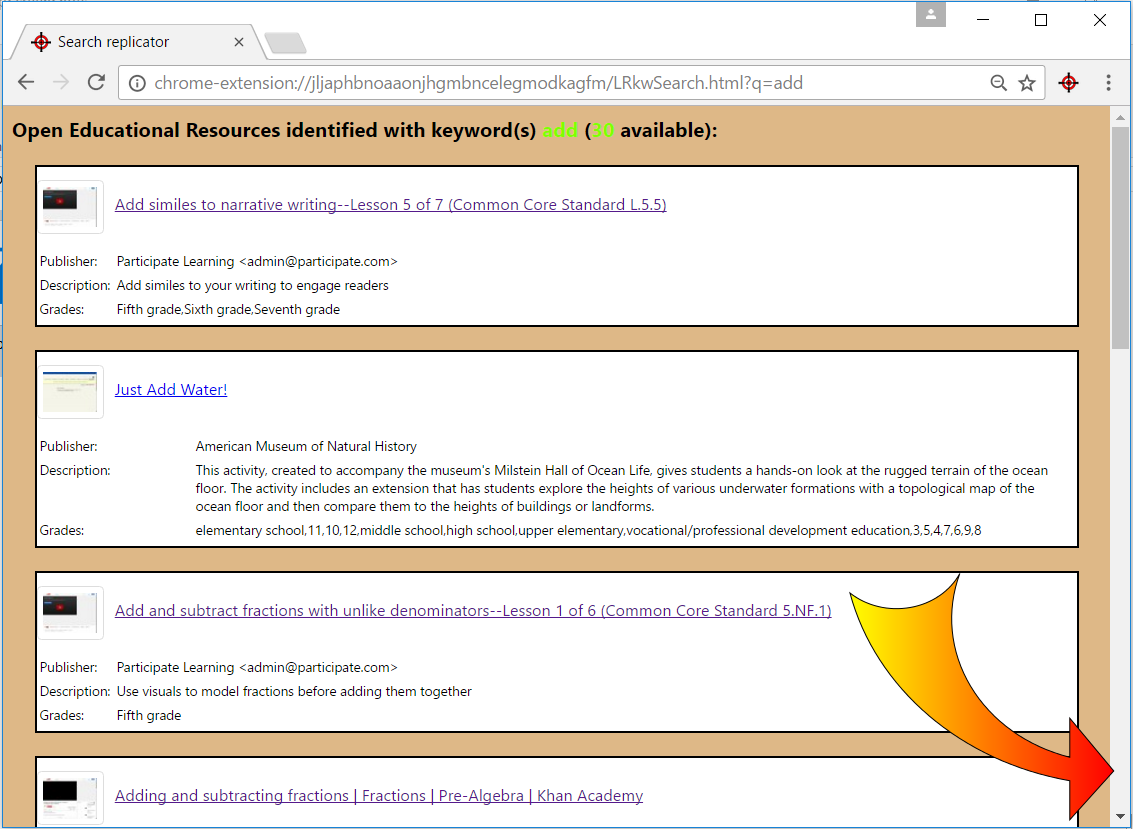 Search replicator
chrome-extension://jljaphbnoaaonjhgmbncelegmodkagfm/LRkwSearch.html?q=add
Open Educational Resources identified with keyword(s) add (30 available):
Add similes to narrative writing--Lesson 5 of 7 (Common Core Standard L.5.5)
Publisher: Participate Learning <admin@participate.com>
Description: Add similes to your writing to engage readers
Grades: Fifth grade,Sixth grade,Seventh grade
Just Add Water!
Publisher: American Museum of Natural History
Description: This activity, created to accompany the museum's Milstein Hall of Ocean Life, gives students a hands-on look at the rugged terrain of the ocean
floor. The activity includes an extension that has students explore the heights of various underwater formations with a topological map of the
ocean floor and then compare them to the heights of buildings or landforms.
Grades: elementary school,11,10,12,middle school,high school,upper elementary,vocational/professional development education,3,5,4,7,6,9,8
Add and subtract fractions with unlike denominators--Lesson 1 of 6 (Common Core Standard 5.NF.1)
Publisher: Participate Learning <admin@participate.com>
Description: Use visuals to model fractions before adding them together
Grades: Fifth grade
Adding and subtracting fractions | Fractions | Pre-Algebra | Khan Academy